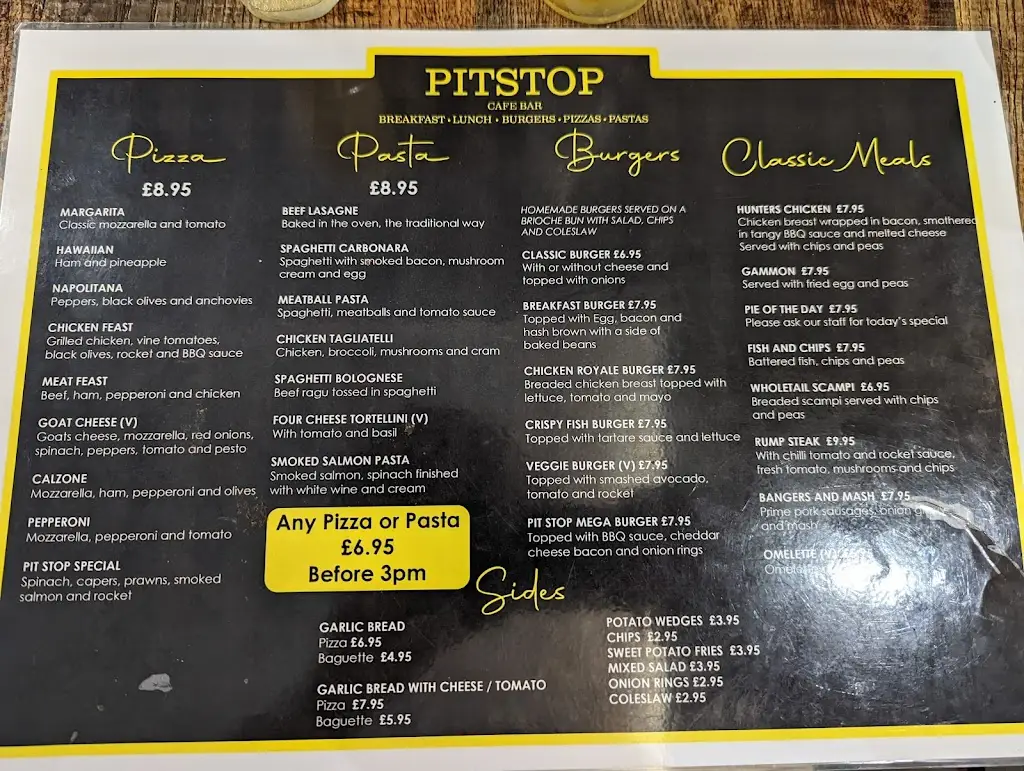 PITSTOP
CAFE BAR
BREAKFAST • LUNCH • BURGERS • PIZZAS • PASTAS
Pizza
£8.95
MARGARITA
Classic mozzarella and tomato
HAWAIIAN
Ham and pineapple
NAPOLITANA
Peppers, black olives and anchovies
CHICKEN FEAST
Grilled chicken, vine tomatoes,
black olives, rocket and BBQ sauce
MEAT FEAST
Beef, ham, pepperoni and chicken
GOAT CHEESE (V)
Goats cheese, mozzarella, red onions,
spinach, peppers, tomato and pesto
CALZONE
Mozzarella, ham, pepperoni and olives
PEPPERONI
Mozzarella, pepperoni and tomato
PIT STOP SPECIAL
Spinach, capers, prawns, smoked
salmon and rocket
Pasta
£8.95
BEEF LASAGNE
Baked in the oven, the traditional way
SPAGHETTI CARBONARA
Spaghetti with smoked bacon, mushroom
cream and egg
MEATBALL PASTA
Spaghetti, meatballs and tomato sauce
CHICKEN TAGLIATELLI
Chicken, broccoli, mushrooms and cram
SPAGHETTI BOLOGNESE
Beef ragu tossed in spaghetti
FOUR CHEESE TORTELLINI (V)
With tomato and basil
SMOKED SALMON PASTA
Smoked salmon, spinach finished
with white wine and cream
Any Pizza or Pasta
£6.95
Before 3pm
Burgers
HOMEMADE BURGERS SERVED ON A
BRIOCHE BUN WITH SALAD, CHIPS
AND COLESLAW
CLASSIC BURGER £6.95
With or without cheese and
topped with onions
BREAKFAST BURGER £7.95
Topped with Egg, bacon and
hash brown with a side of
baked beans
CHICKEN ROYALE BURGER £7.95
Breaded chicken breast topped with
lettuce, tomato and mayo
CRISPY FISH BURGER £7.95
Topped with tartare sauce and lettuce
VEGGIE BURGER (V) £7.95
Topped with smashed avocado,
tomato and rocket
PIT STOP MEGA BURGER £7.95
Topped with BBQ sauce, cheddar
cheese bacon and onion rings
Classic Meals
HUNTERS CHICKEN £7.95
Chicken breast wrapped in bacon, smathered
in tangy BBQ sauce and melted cheese
Served with chips and peas
GAMMON £7.95
Served with fried egg and peas
PIE OF THE DAY £7.95
Please ask our staff for today's special
FISH AND CHIPS £7.95
Battered fish, chips and peas
WHOLETAIL SCAMPI £6.95
Breaded scampi served with chips
and peas
RUMP STEAK £9.95
With chilli tomato and rocket sauce,
fresh tomato, mushrooms and chips
BANGERS AND MASH £7.95
Prime pork sausages, onion
and mash
OMELETTE (V)
Sides
GARLIC BREAD
Pizza £6.95
Baguette £4.95
GARLIC BREAD WITH CHEESE / TOMATO
Pizza £7.95
Baguette £5.95
POTATO WEDGES £3.95
CHIPS £2.95
SWEET POTATO FRIES £3.95
MIXED SALAD £3.95
ONION RINGS £2.95
COLESLAW £2.95